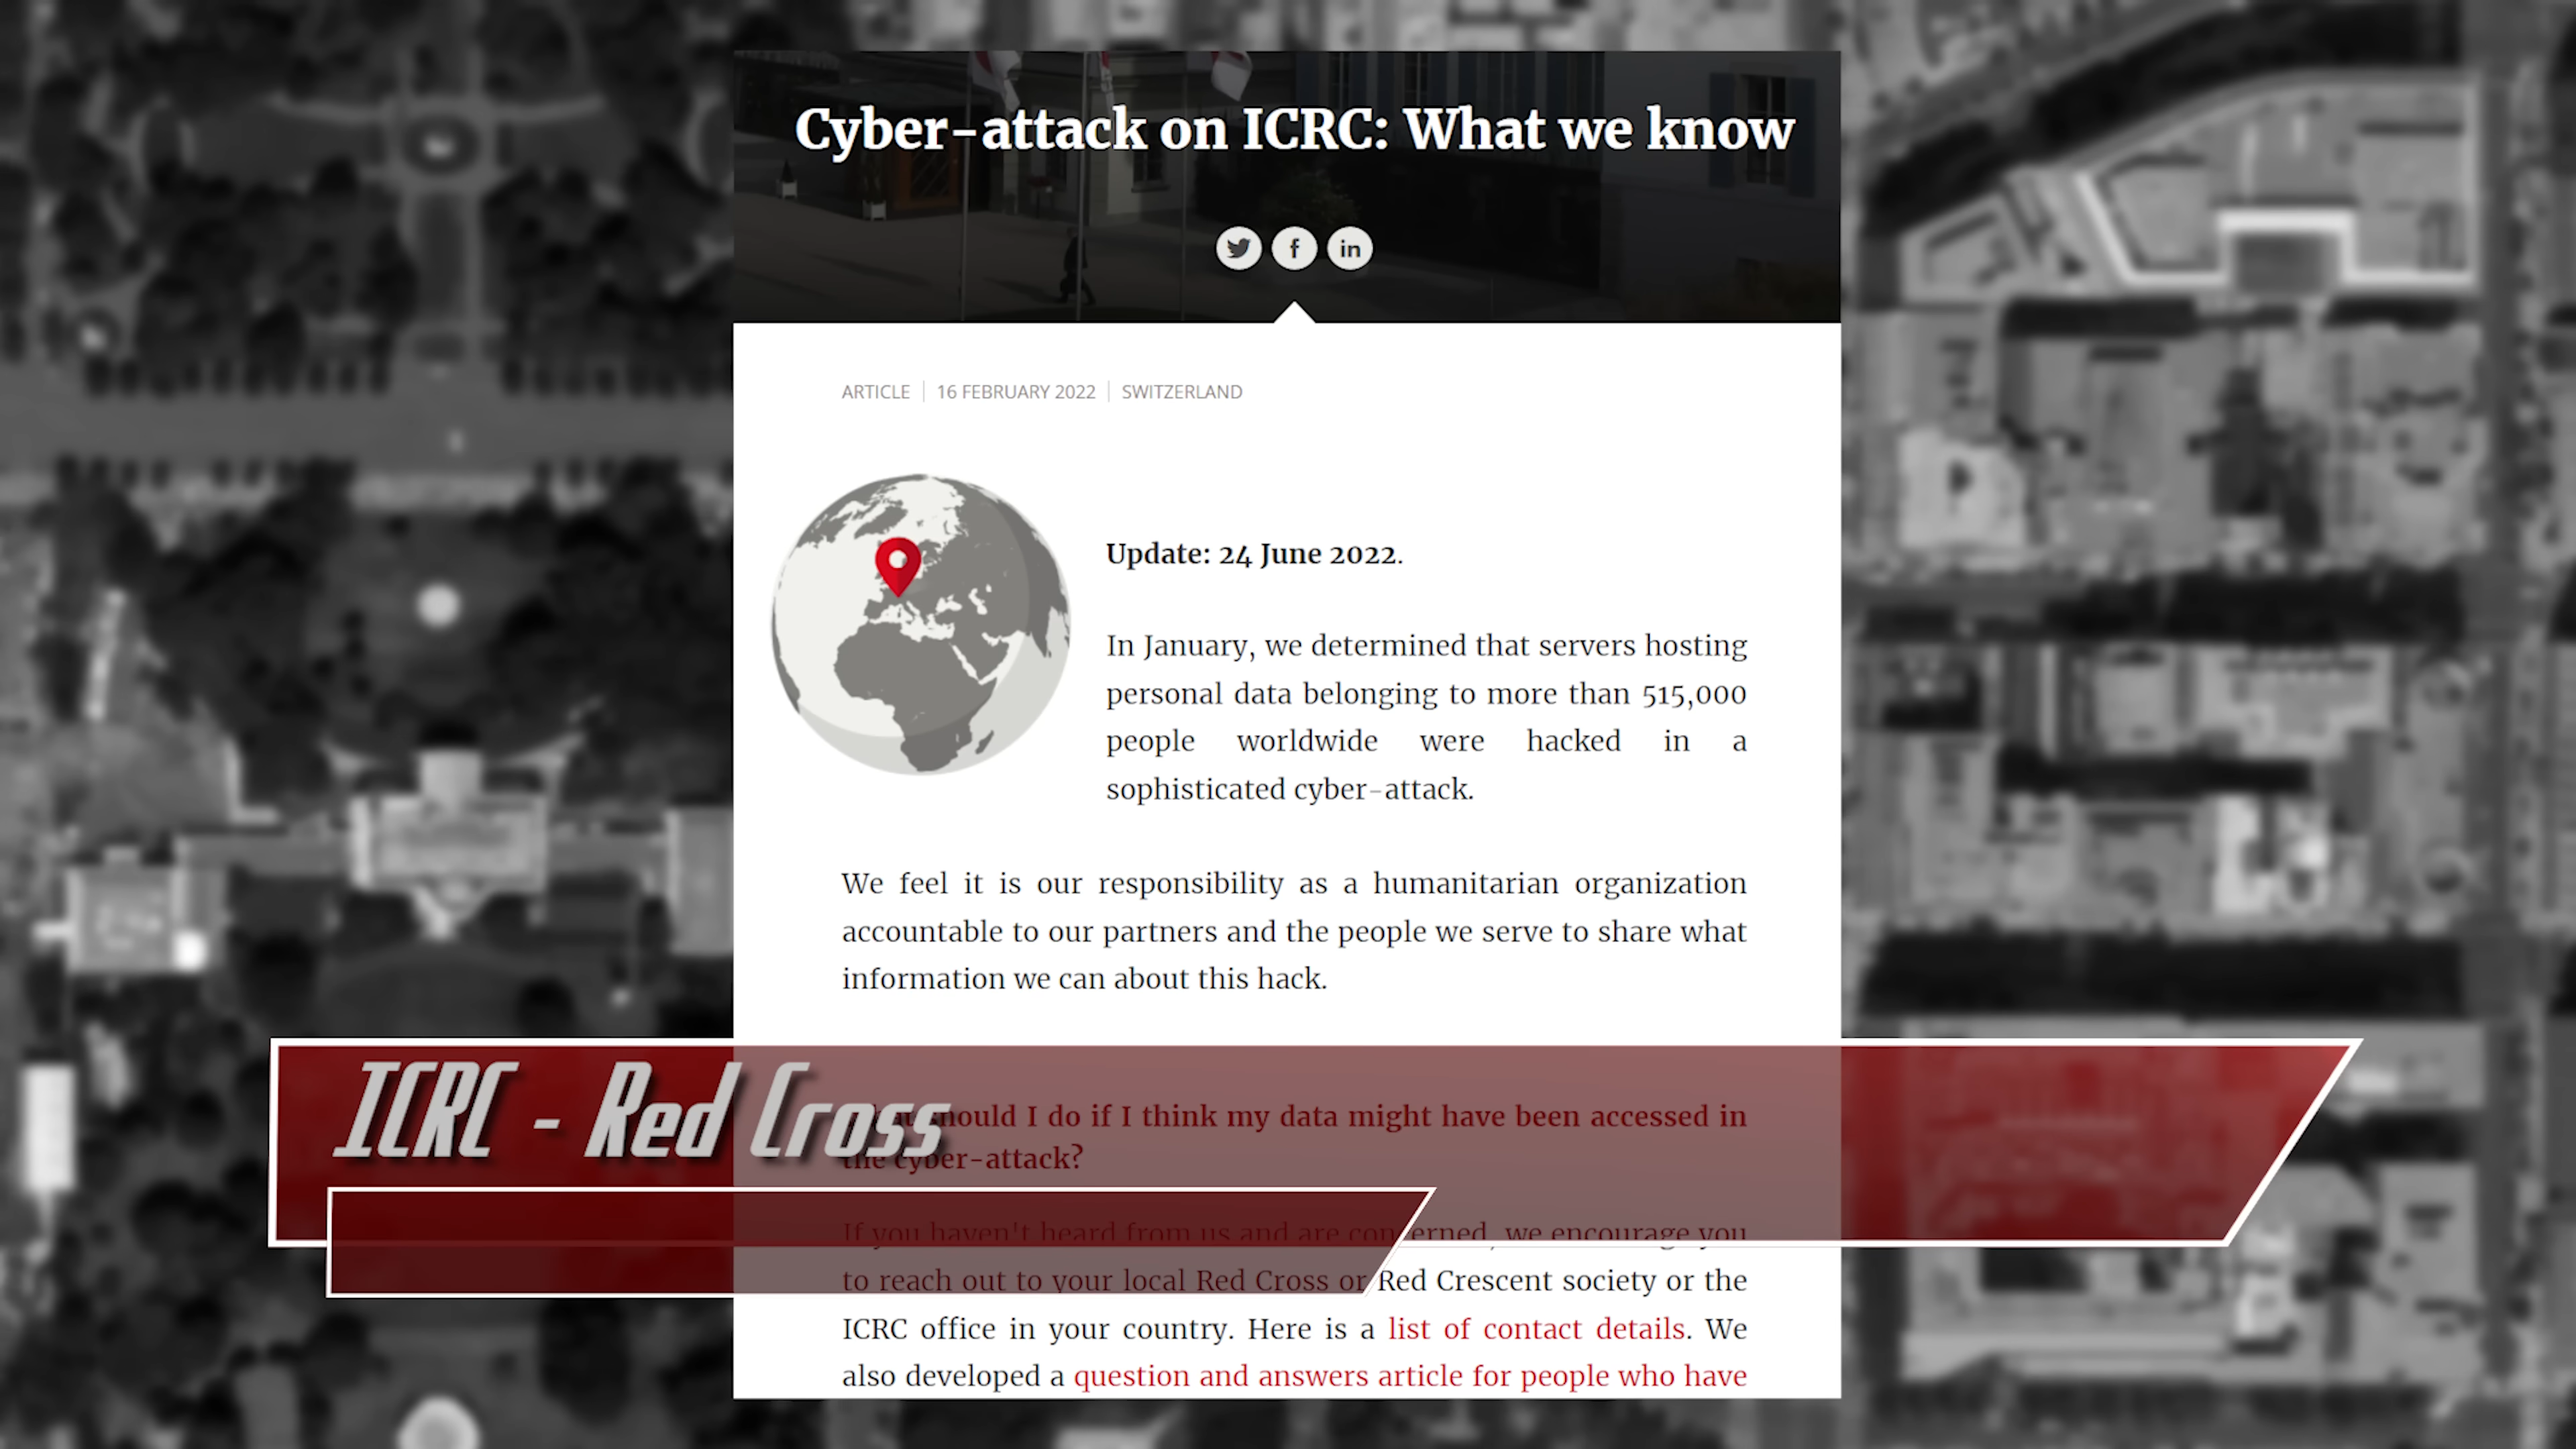 Cyber-attack on ICRC: What we know
f
in
ARTICLE | 16 FEBRUARY 2022 | SWITZERLAND
Update: 24 June 2022.
In January, we determined that servers hosting
personal data belonging to more than 515,000
people worldwide were hacked in a
sophisticated cyber-attack.
We feel it is our responsibility as a humanitarian organization
accountable to our partners and the people we serve to share what
information we can about this hack.
ICRC - Red Cross
should I do if I think my data might have been accessed in
the cyber-attack?
If you haven't heard from us and are concerned, we encourage you
to reach out to your local Red Cross or Red Crescent society or the
ICRC office in your country. Here is a list of contact details. We
also developed a question and answers article for people who have